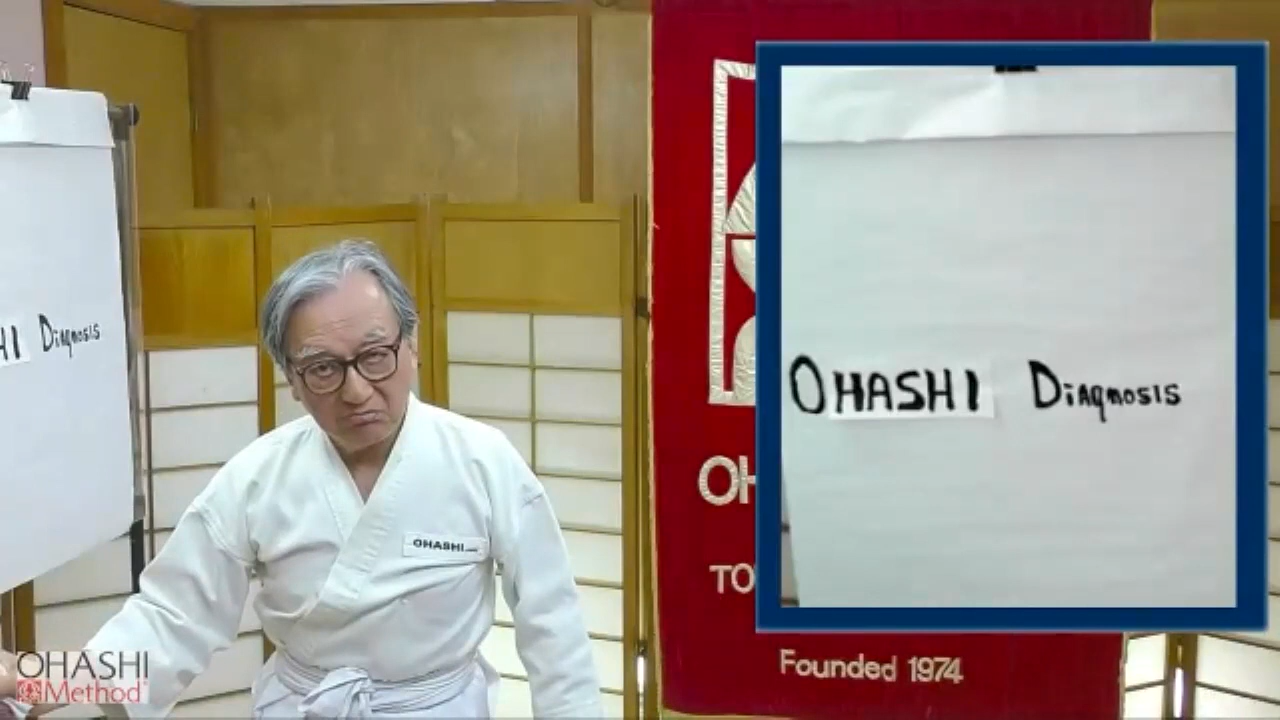 HI Diagnosis
OHASHI Diagnosis
OHASHI
OH
TO
Founded 1974
OHASHI
Method